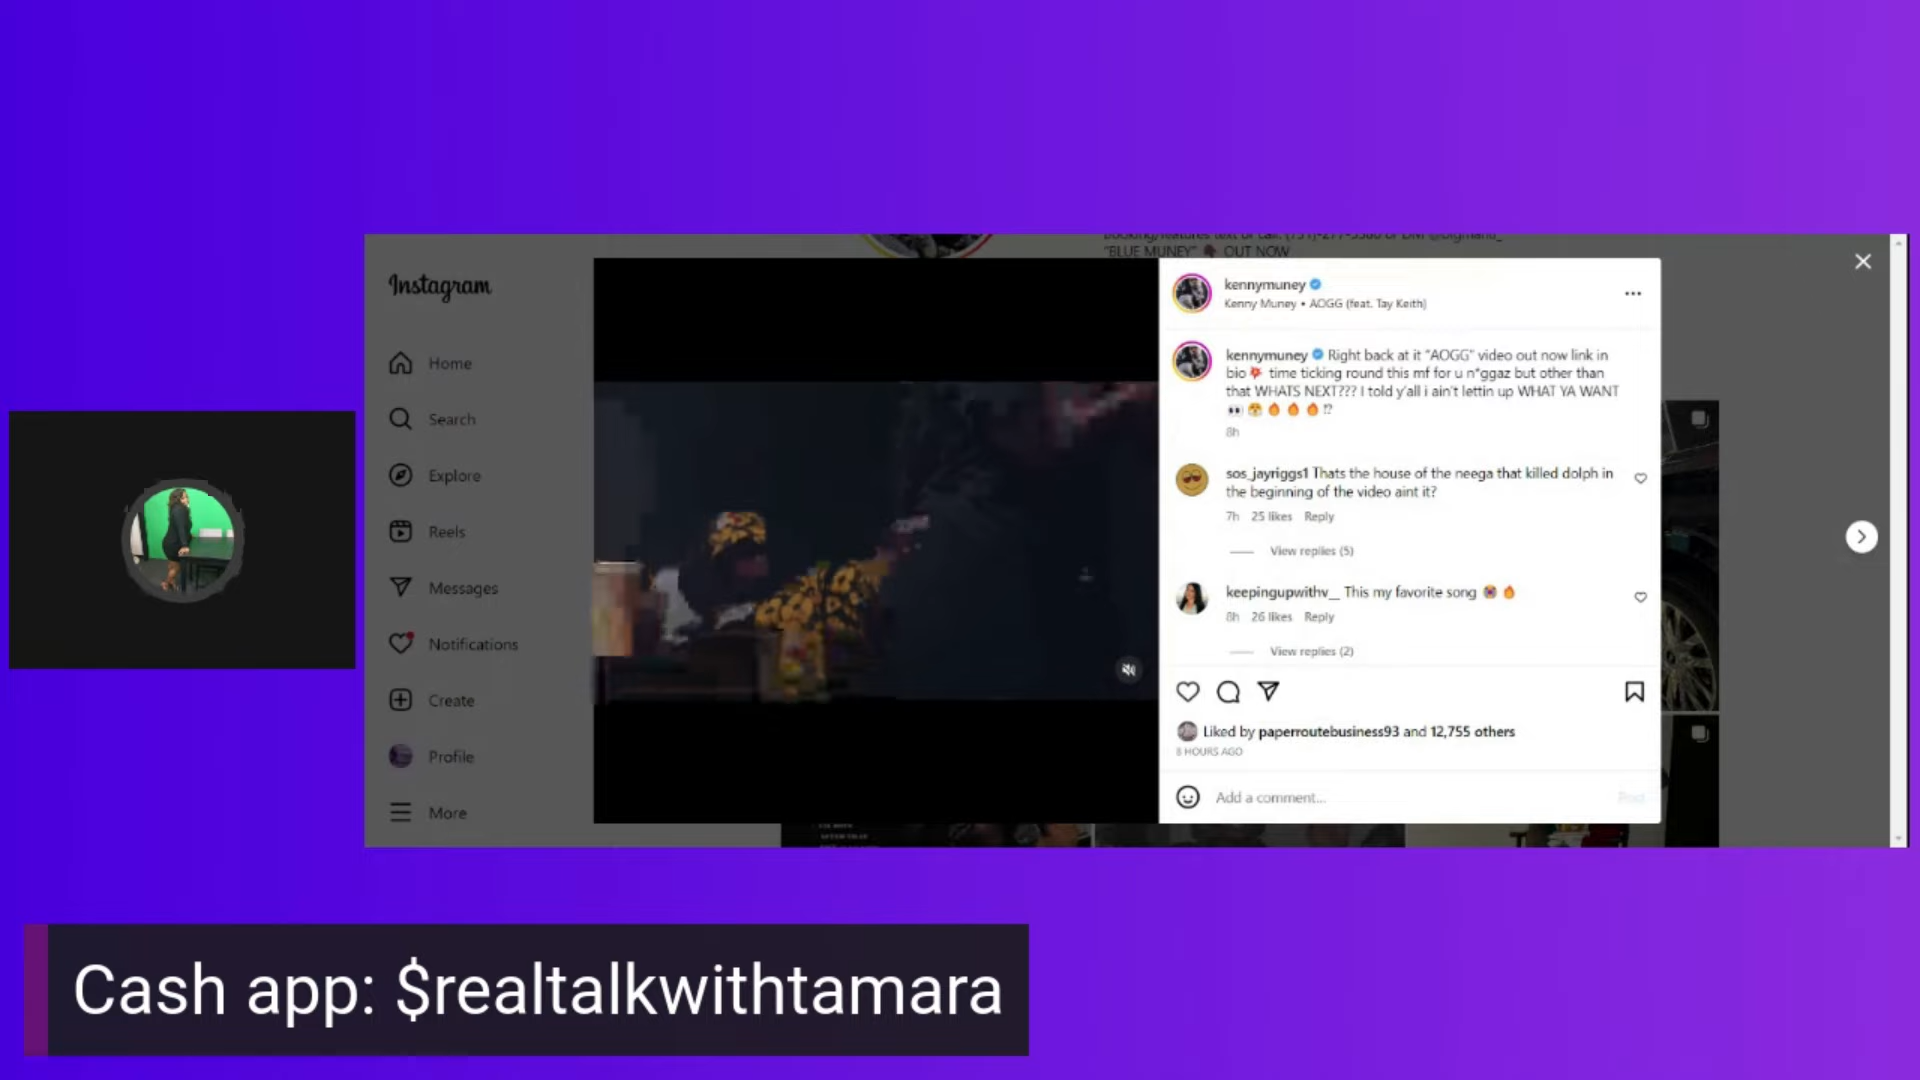 "BLUE MUNEY" OUT NOW
Instagram
Home
Search
Explore
Reels
Messages
Notifications
Create
Profile
More
kennymuney
Kenny Muney • AOGG (feat. Tay Keith)
kennymuney Right back at it "AOGG" video out now link in
bio💥 time ticking round this mf for u n*ggaz but other than
that WHATS NEXT??? I told y'all i ain't lettin up WHAT YA WANT
👀 😤 🔥 🔥 🔥 ⁉
8h
sos_jayriggs1 Thats the house of the neega that killed dolph in
the beginning of the video aint it?
7h 25 likes Reply
View replies (5)
keepingupwithv__ This my favorite song 😭 🔥
8h 26 likes Reply
View replies (2)
Liked by paperroutebusiness93 and 12,755 others
8 HOURS AGO
Add a comment...
Post
Cash app: $realtalkwithtamara